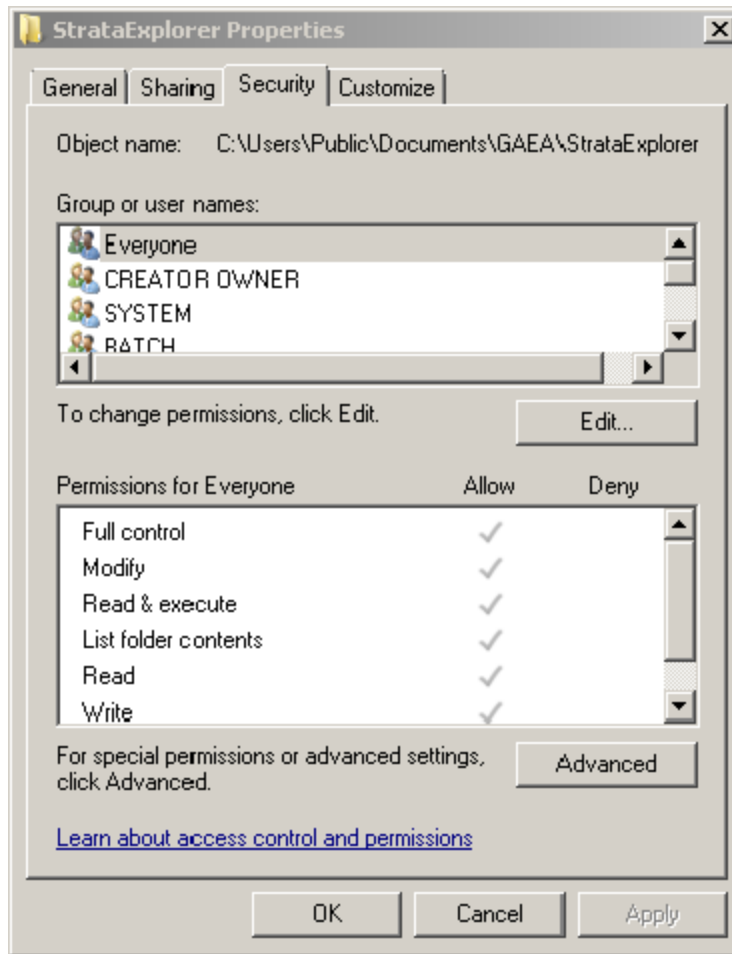 StrataExplorer Properties
General Sharing Security Customize
Object name: C:\Users\Public\Documents\GAEA\StrataExplorer
Group or user names:
Everyone
CREATOR OWNER
SYSTEM
BATCH
To change permissions, click Edit.
Edit...
Permissions for Everyone Allow Deny
Full control
Modify
Read & execute
List folder contents
Read
Write
For special permissions or advanced settings,
click Advanced.
Advanced
Learn about access control and permissions
OK Cancel Apply